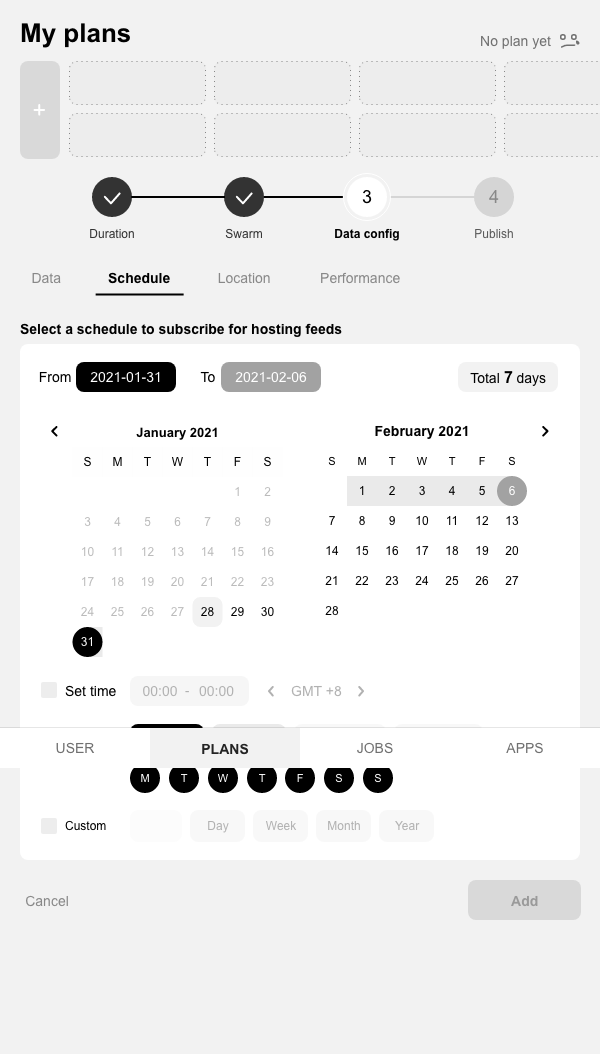 My plans
No plan yet
+
3
4
Duration
Swarm
Data config
Publish
Data
Schedule
Location
Performance
Select a schedule to subscribe for hosting feeds
From 2021-01-31 To 2021-02-06 Total 7 days
January 2021
S M T W T F S
1 2
3 4 5 6 7 8 9
10 11 12 13 14 15 16
17 18 19 20 21 22 23
24 25 26 27 28 29 30
31
February 2021
S M T W T F S
1 2 3 4 5 6
7 8 9 10 11 12 13
14 15 16 17 18 19 20
21 22 23 24 25 26 27
28
Set time 00:00 - 00:00 GMT +8
USER PLANS JOBS APPS
M T W T F S S
Custom Day Week Month Year
Cancel Add